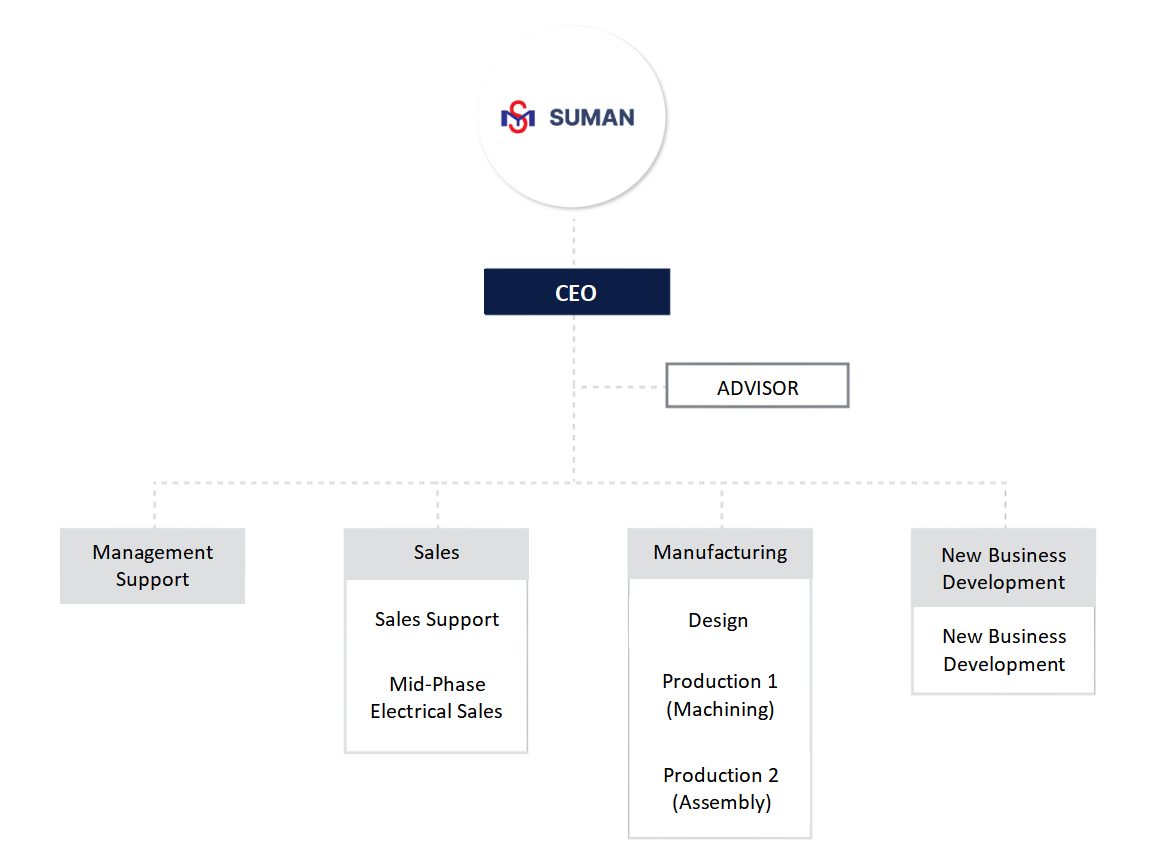 SUMAN
CEO
ADVISOR
Management
Support
Sales
Sales Support
Mid-Phase
Electrical Sales
Manufacturing
Design
Production 1
(Machining)
Production 2
(Assembly)
New Business
Development
New Business
Development